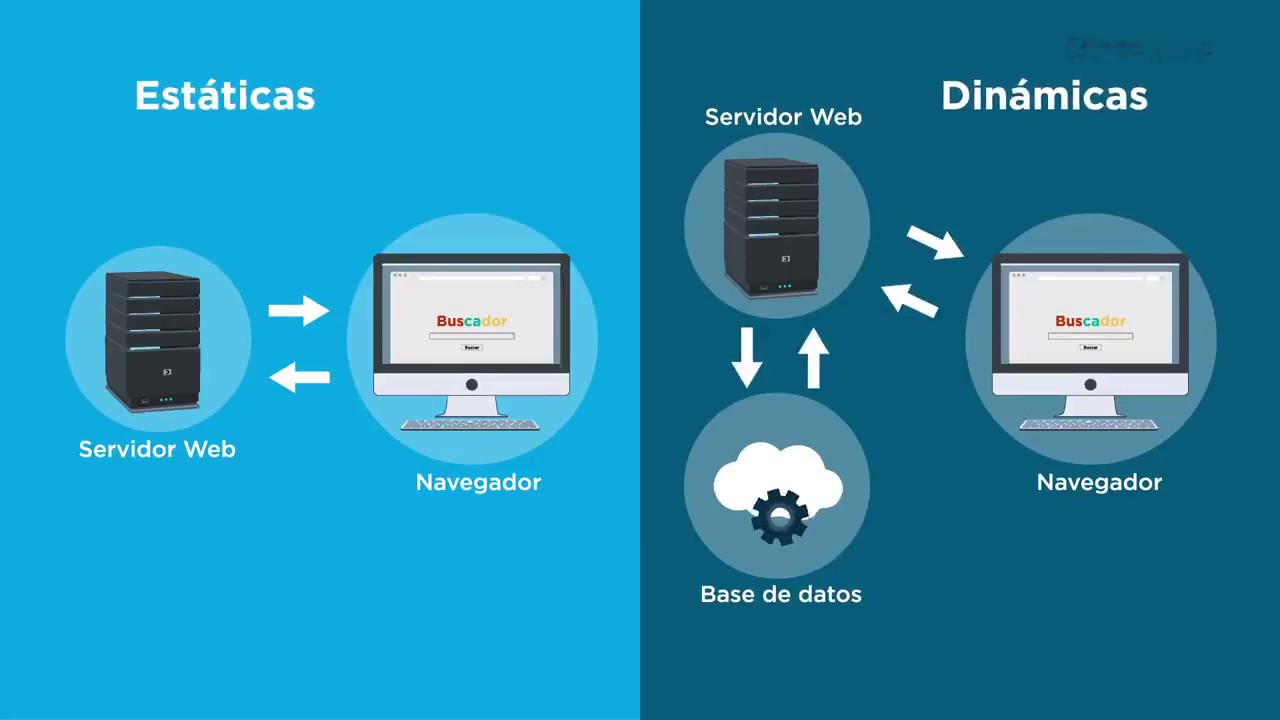 Estáticas
Servidor Web
Buscador
Buscar
Navegador
Dinámicas
Servidor Web
Buscador
Buscar
Navegador
Base de datos